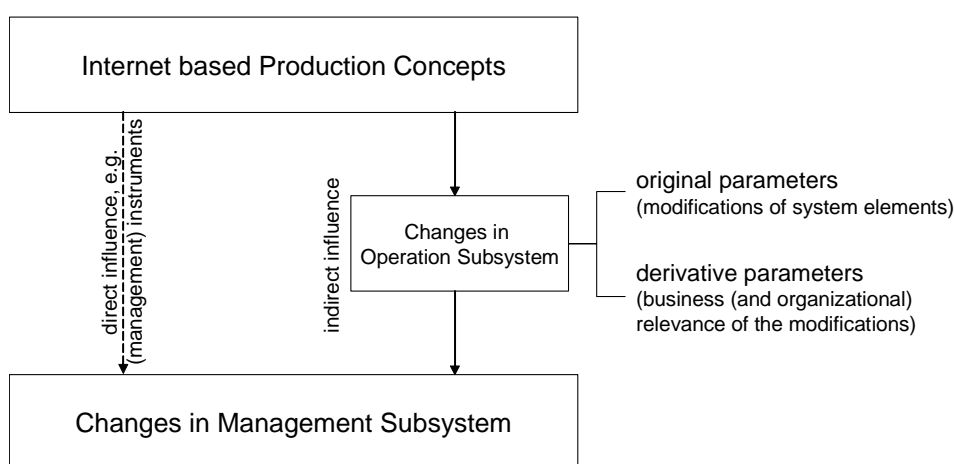 Internet based Production Concepts
direct influence, e.g.
(management) instruments
indirect influence
Changes in
Operation Subsystem
original parameters
(modifications of system elements)
derivative parameters
(business (and organizational)
relevance of the modifications)
Changes in Management Subsystem